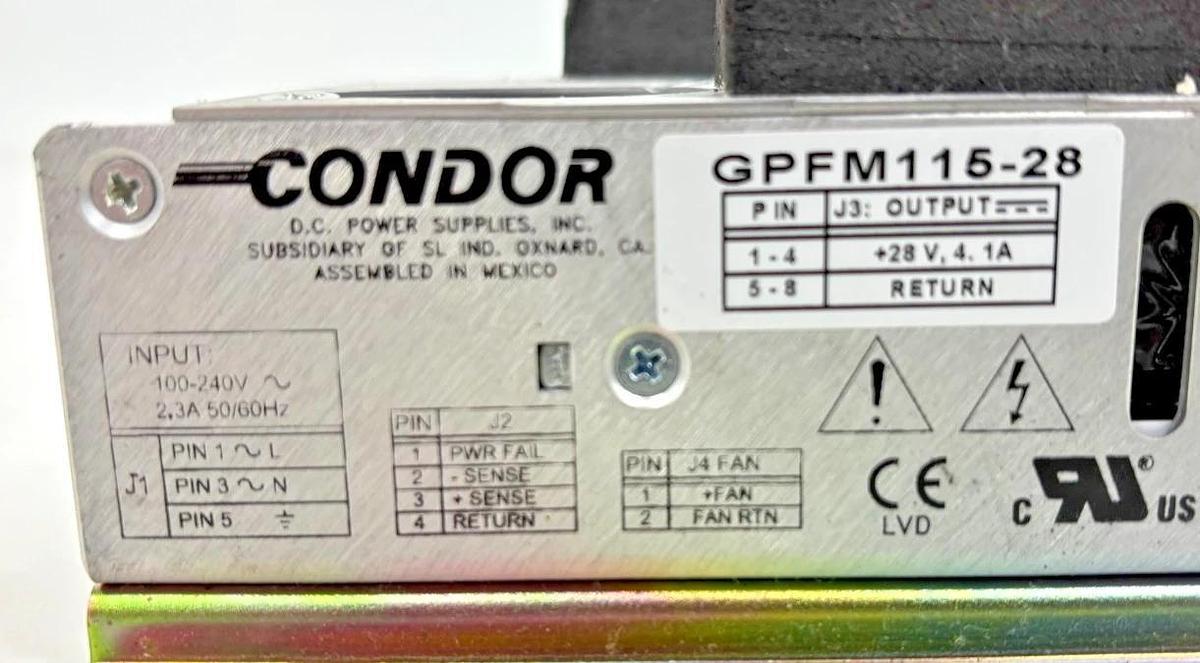 CONDOR
D.C. POWER SUPPLIES, INC.
SUBSIDIARY OF SL IND. OXNARD, CA.
ASSEMBLED IN MEXICO
GPFM115-28
PIN J3: OUTPUT ⎓
1-4 +28 V, 4.1A
5-8 RETURN
INPUT:
100-240V ∿
2,3A 50/60Hz
J1
PIN 1 ∿ L
PIN 3 ∿ N
PIN 5 ⏚
PIN J2
1 PWR FAIL
2 - SENSE
3 + SENSE
4 RETURN
PIN J4 FAN
1 +FAN
2 FAN RTN
!
CE
LVD
C RU ® US